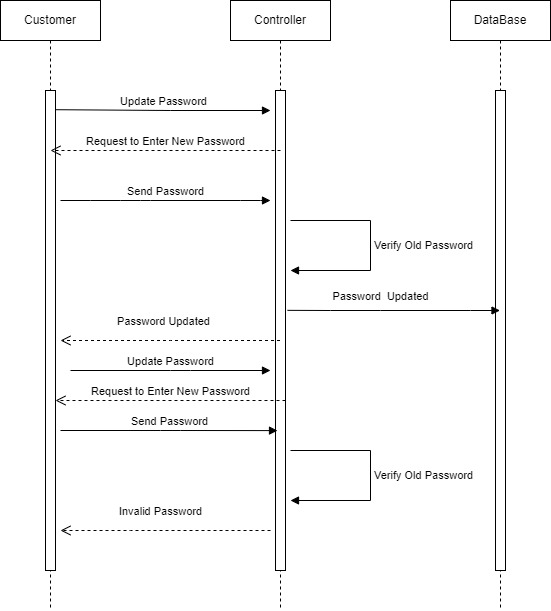 Customer
Controller
DataBase
Update Password
Request to Enter New Password
Send Password
Verify Old Password
Password Updated
Password Updated
Update Password
Request to Enter New Password
Send Password
Verify Old Password
Invalid Password